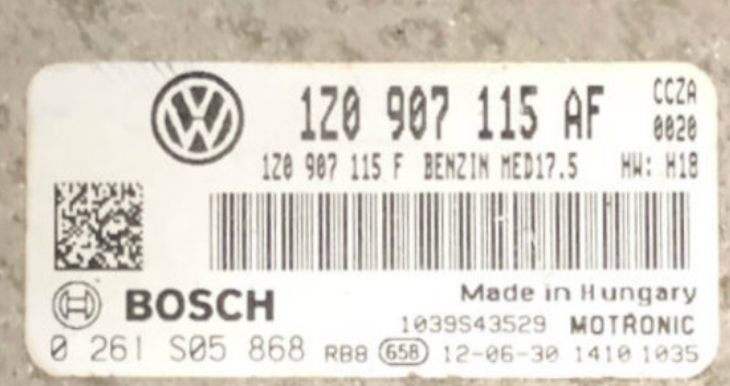 1Z0 907 115 AF CCZA
0020
1Z0 907 115 F BENZIN MED17.5 HW: H18
BOSCH
Made in Hungary
1039S43529 MOTRONIC
0 261 S05 868 RB8 658 12-06-30 1410 1035